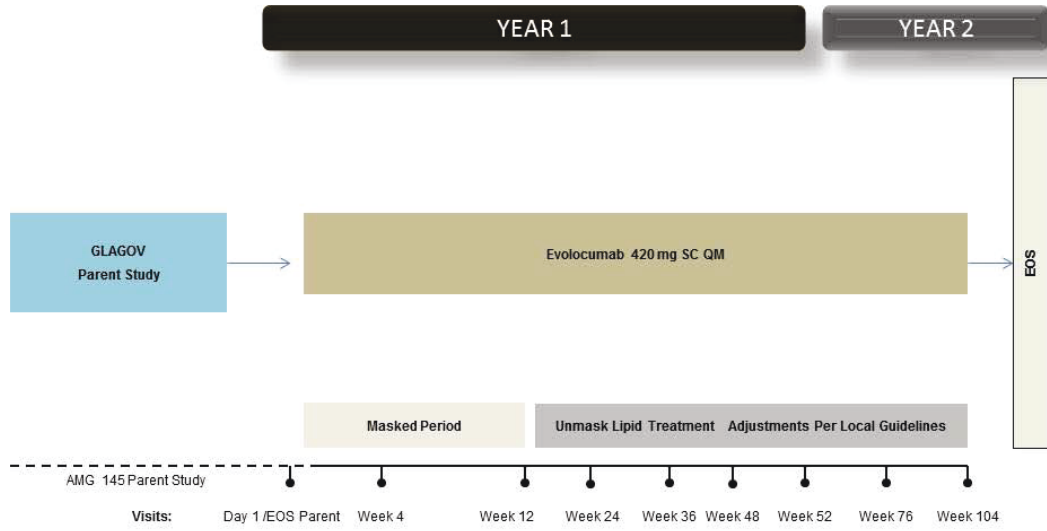 YEAR 1
YEAR 2
GLAGOV
Parent Study
Evolocumab 420 mg SC QM
EOS
Masked Period
Unmask Lipid Treatment Adjustments Per Local Guidelines
AMG 145 Parent Study
Visits: Day 1 /EOS Parent Week 4 Week 12 Week 24 Week 36 Week 48 Week 52 Week 76 Week 104